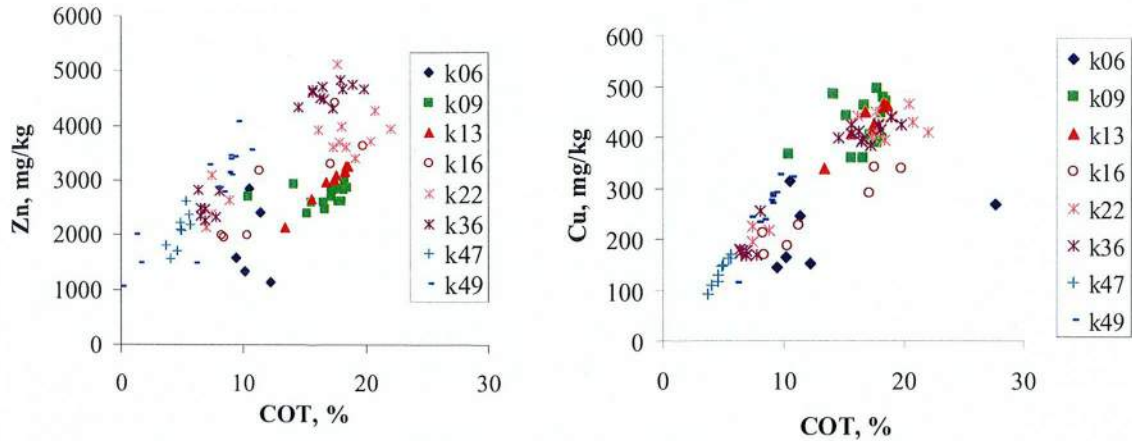 Zn, mg/kg
6000
5000
4000
3000
2000
1000
0
0 10 20 30
COT, %
k06
k09
k13
k16
k22
k36
k47
k49
Cu, mg/kg
600
500
400
300
200
100
0
0 10 20 30
COT, %
k06
k09
k13
k16
k22
k36
k47
k49